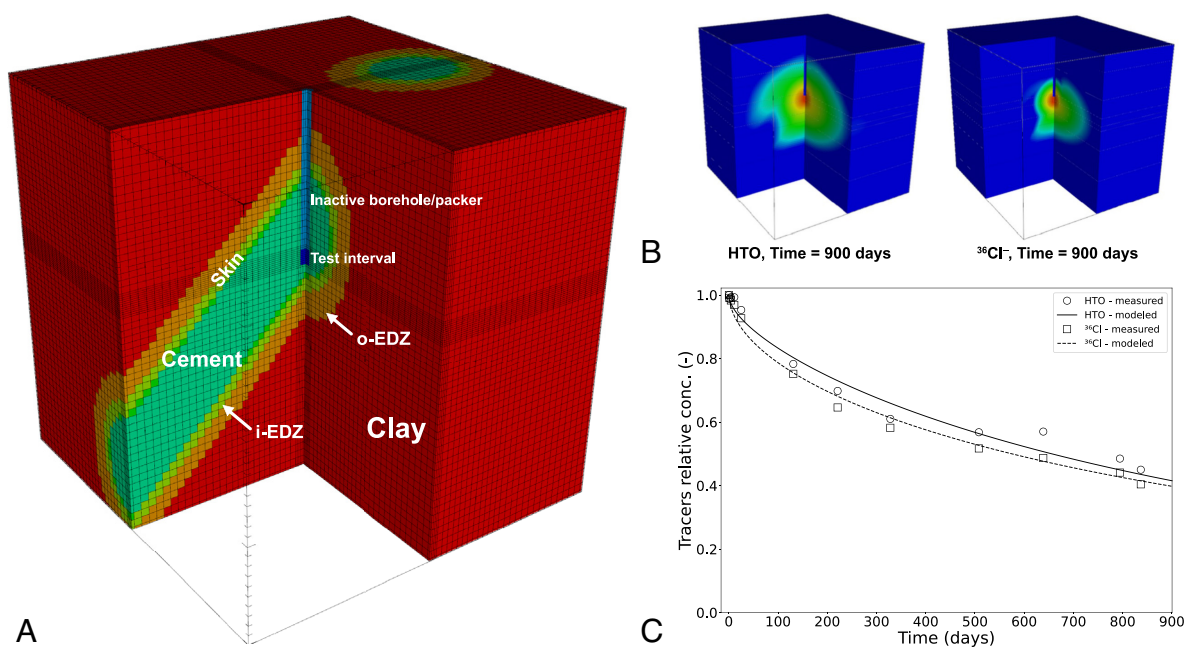 Inactive borehole/packer
Test interval
Skin
o-EDZ
Cement
Clay
i-EDZ
A
HTO, Time = 900 days
³⁶Cl⁻, Time = 900 days
B
1.0
0.8
0.6
0.4
0.2
0.0
Tracers relative conc. (-)
HTO - measured
HTO - modeled
³⁶Cl - measured
³⁶Cl - modeled
0 100 200 300 400 500 600 700 800 900
Time (days)
C